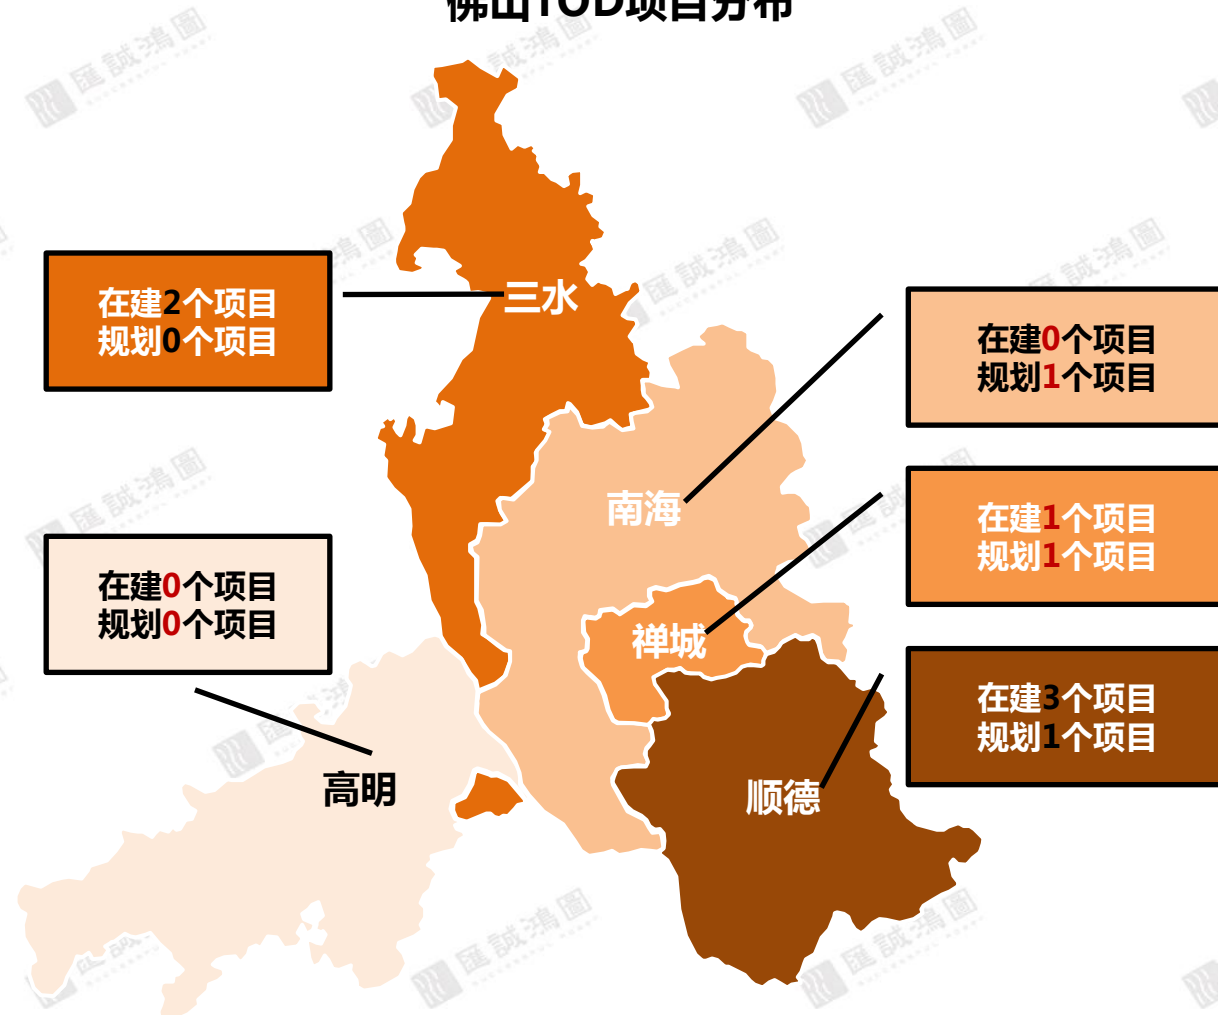 佛山TOD项目分布
三水
在建2个项目
规划0个项目
在建0个项目
规划1个项目
南海
在建1个项目
规划1个项目
在建0个项目
规划0个项目
禅城
在建3个项目
规划1个项目
高明
顺德
匯誠鴻圖